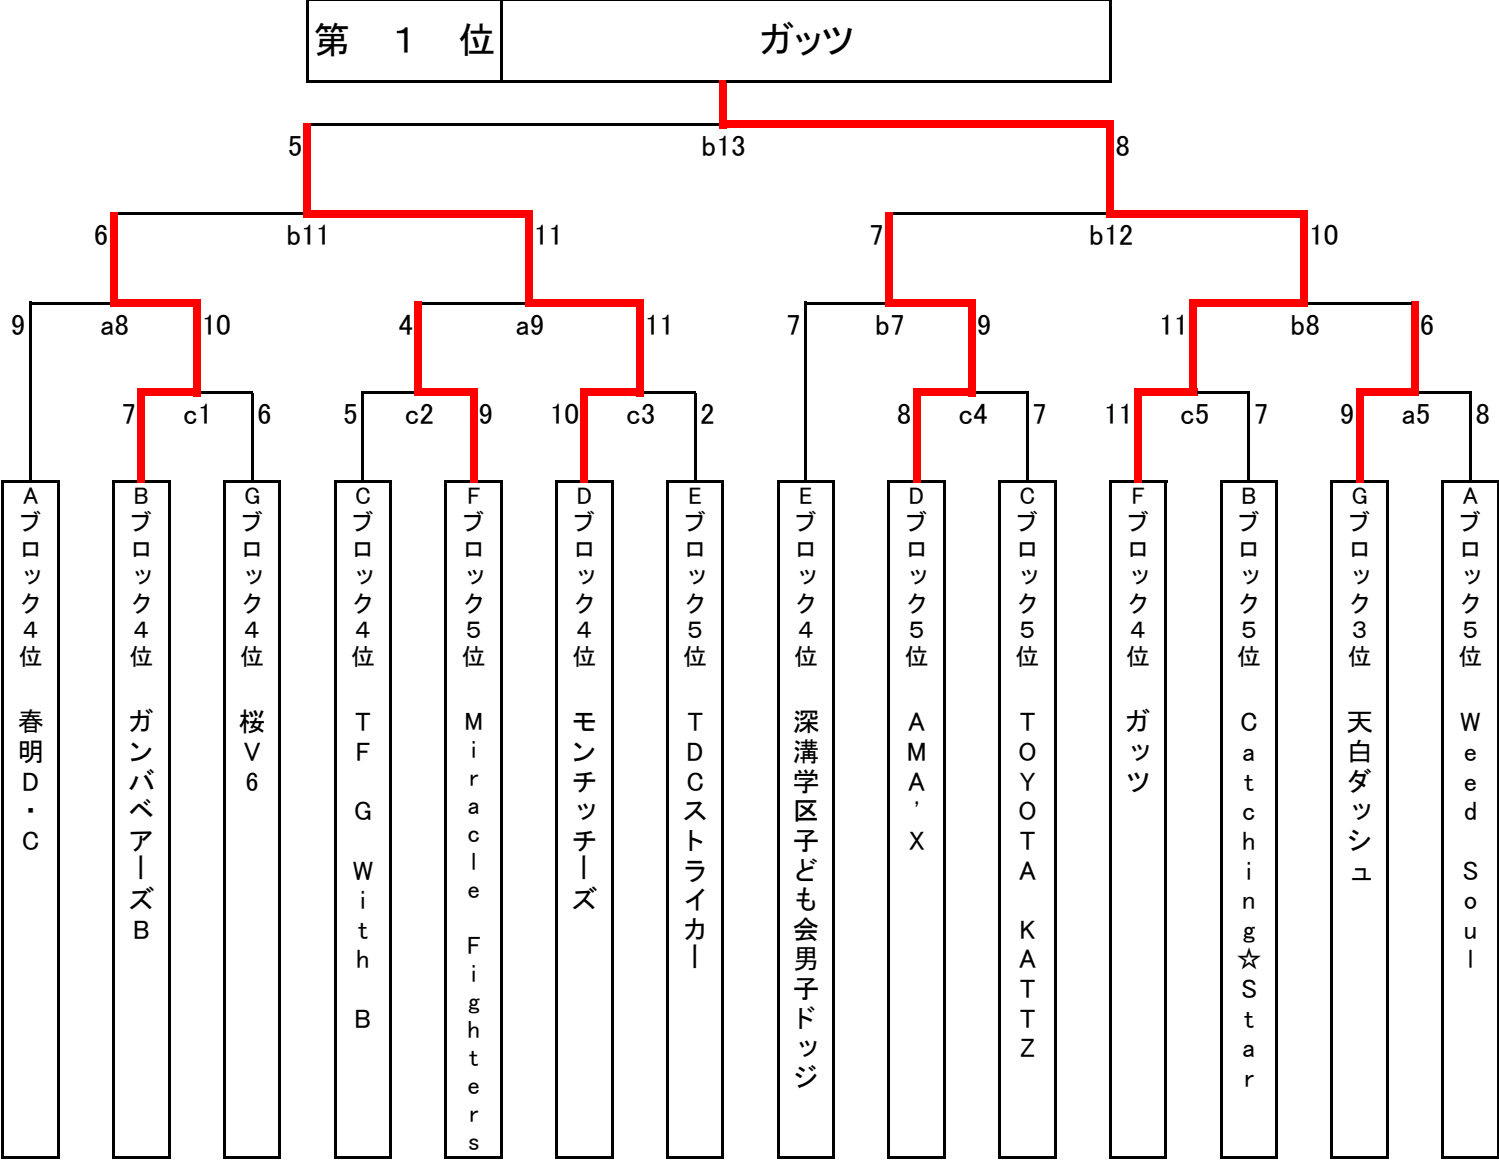 第　１　位　ガッツ
5 b13 8
6 b11 11 7 b12 10
9 a8 10 4 a9 11 7 b7 9 11 b8 6
7 c1 6 5 c2 9 10 c3 2 8 c4 7 11 c5 7 9 a5 8
Aブロック４位　春明D・C
Bブロック４位　ガンバベアーズB
Gブロック４位　桜V6
Cブロック４位　TF G With B
Fブロック５位　Miracle Fighters
Dブロック４位　モンチッチーズ
Eブロック５位　TDCストライカー
Eブロック４位　深溝学区子ども会男子ドッジ
Dブロック５位　AMA’X
Cブロック５位　TOYOTA KATTZ
Fブロック４位　ガッツ
Bブロック５位　Catching☆Star
Gブロック３位　天白ダッシュ
Aブロック５位　Weed Soul